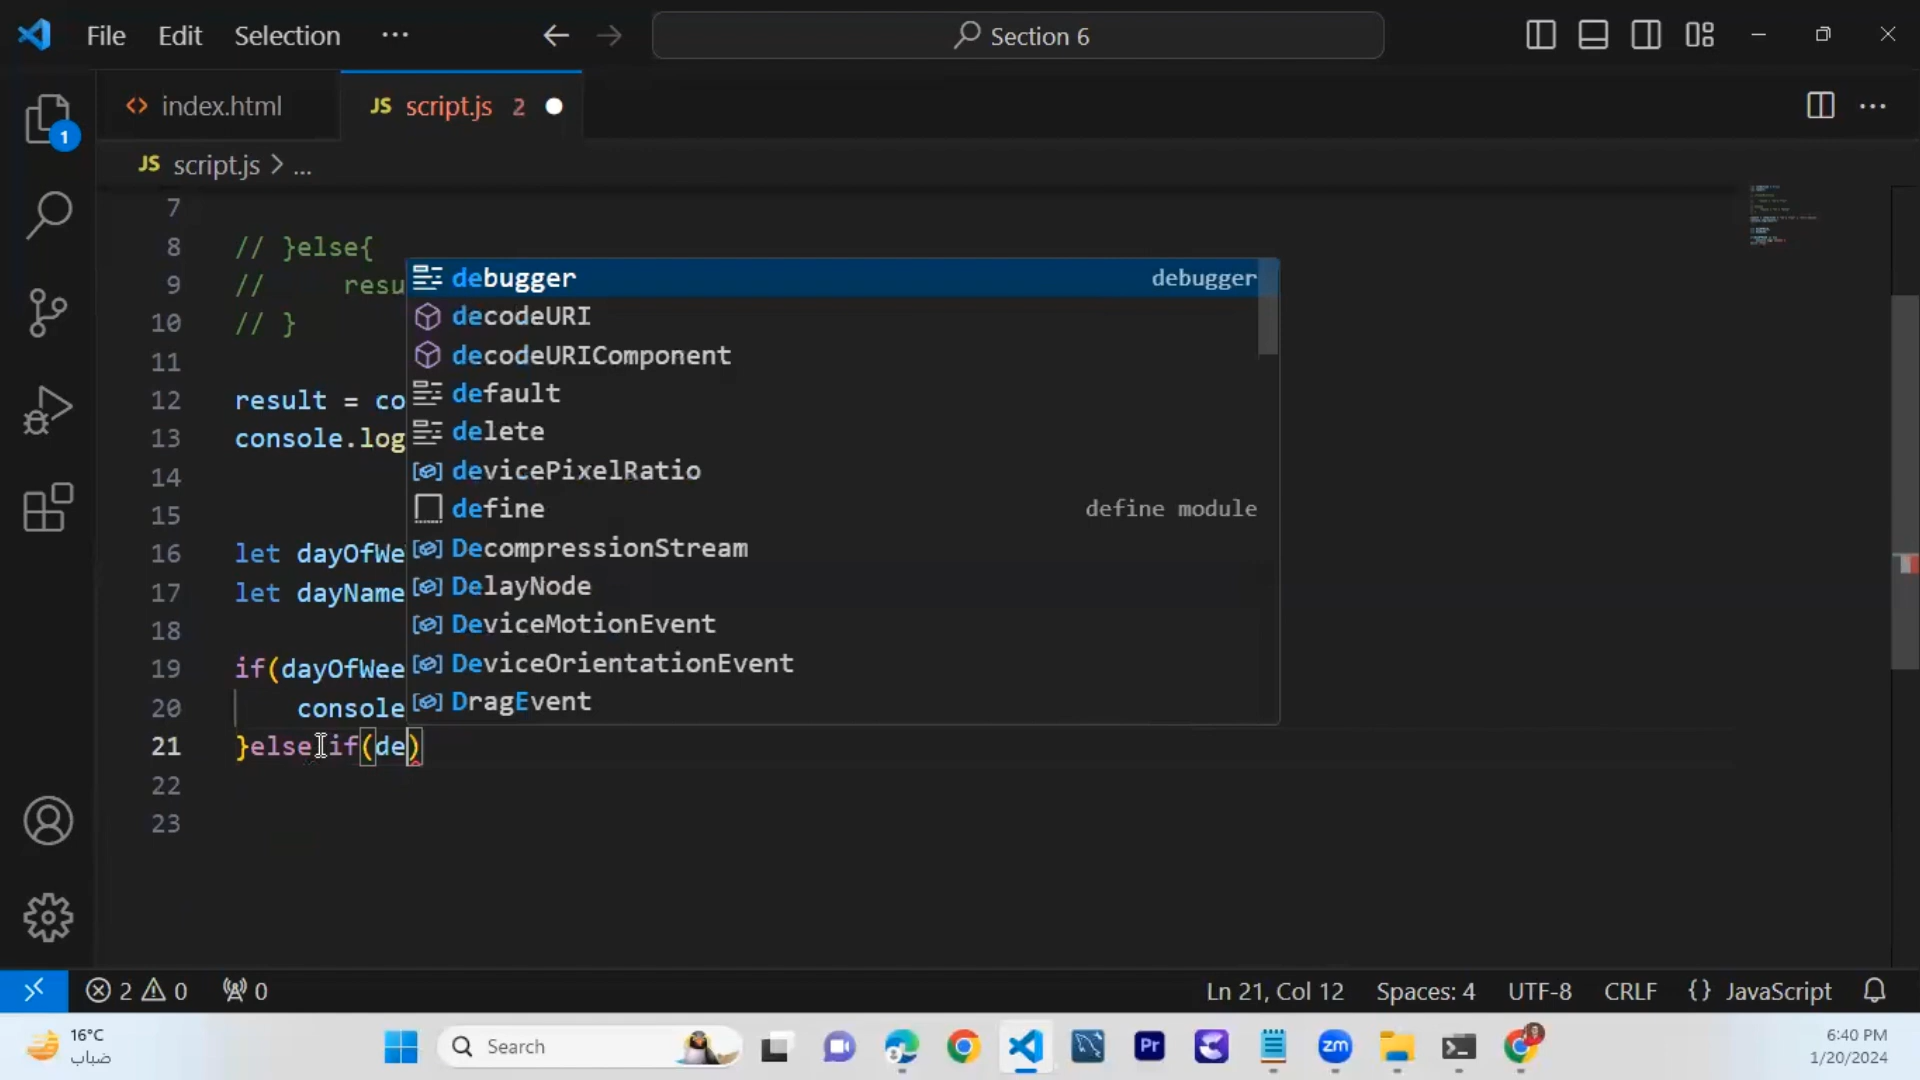 File Edit Selection ··· Section 6
index.html JS script.js 2
JS script.js > ...
7
8 // }else{
9 // resu
10 // }
11
12 result = co
13 console.log
14
15
16 let dayOfWe
17 let dayName
18
19 if(dayOfWee
20 console
21 }else if(de)
22
23
debugger debugger
decodeURI
decodeURIComponent
default
delete
devicePixelRatio
define define module
DecompressionStream
DelayNode
DeviceMotionEvent
DeviceOrientationEvent
DragEvent
1
2 0 0 Ln 21, Col 12 Spaces: 4 UTF-8 CRLF {} JavaScript
16°C
ضباب
Search
Pr
zm
6:40 PM
1/20/2024